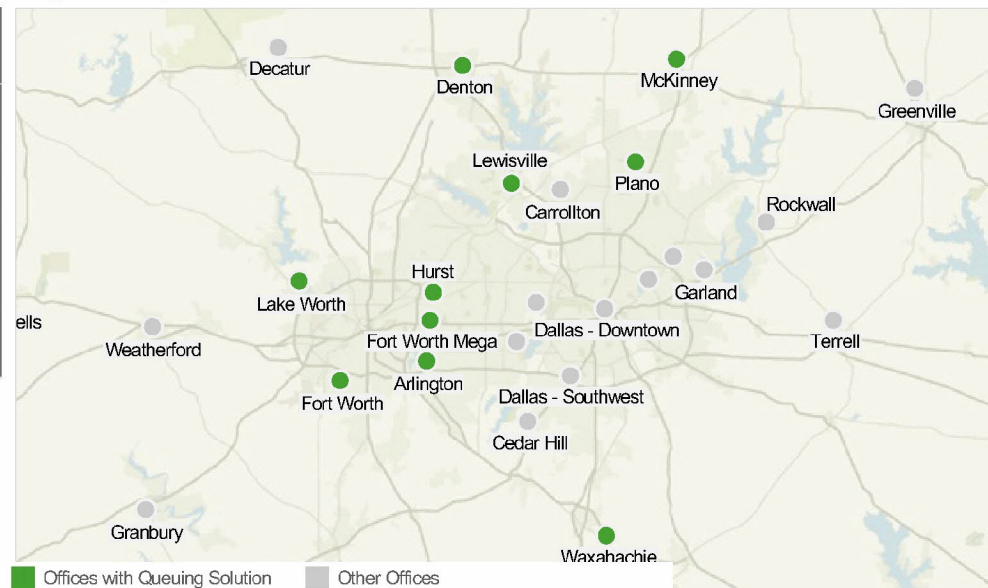 Decatur
Denton
McKinney
Greenville
Lewisville
Plano
Carrollton
Rockwall
Hurst
Lake Worth
Garland
ells
Fort Worth Mega
Dallas - Downtown
Terrell
Weatherford
Arlington
Fort Worth
Dallas - Southwest
Cedar Hill
Granbury
Waxahachie
Offices with Queuing Solution
Other Offices